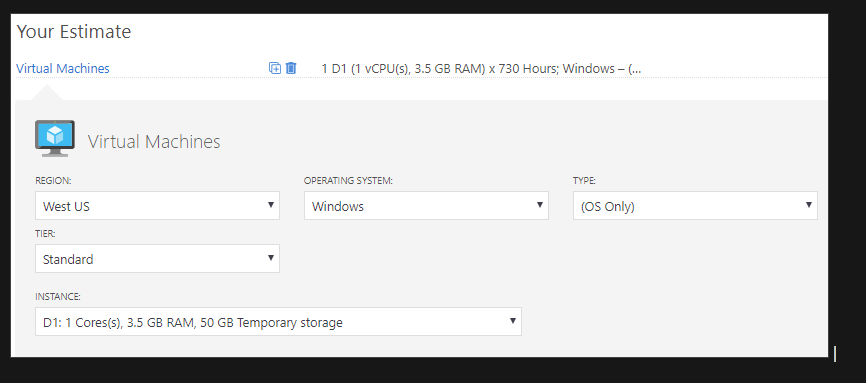 Your Estimate
Virtual Machines 1 D1 (1 vCPU(s), 3.5 GB RAM) x 730 Hours; Windows – (...
Virtual Machines
REGION: OPERATING SYSTEM: TYPE:
West US Windows (OS Only)
TIER:
Standard
INSTANCE:
D1: 1 Cores(s), 3.5 GB RAM, 50 GB Temporary storage